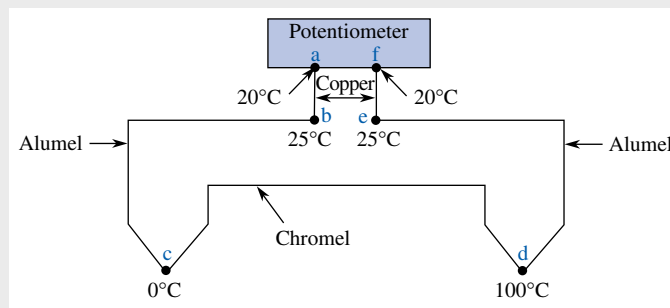 Potentiometer
a f
Copper
20°C 20°C
b e
25°C 25°C
Alumel Alumel
Chromel
c d
0°C 100°C